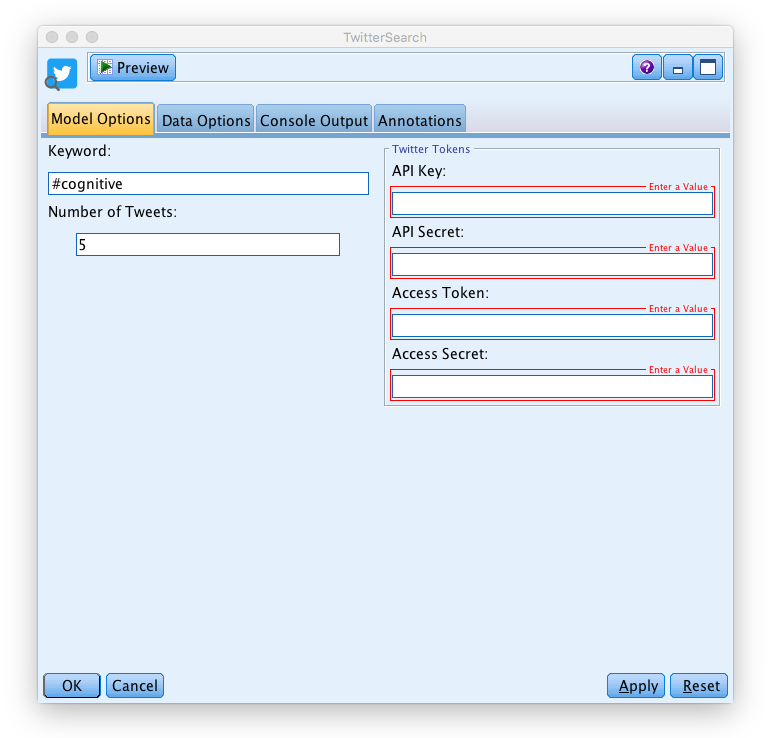 TwitterSearch
Preview
Model Options
Data Options
Console Output
Annotations
Keyword:
#cognitive
Number of Tweets:
5
Twitter Tokens
API Key:
Enter a Value
API Secret:
Enter a Value
Access Token:
Enter a Value
Access Secret:
Enter a Value
OK
Cancel
Apply
Reset